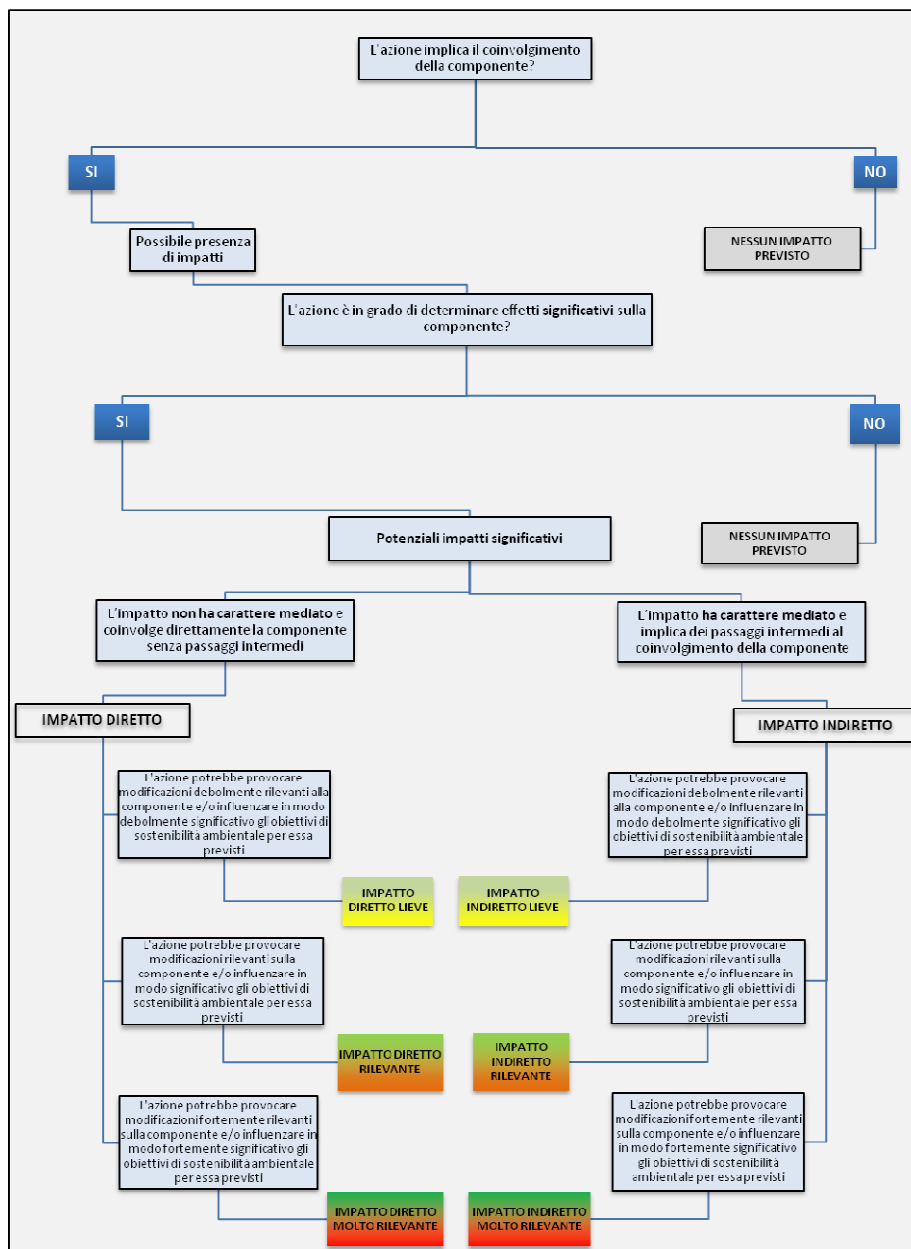 L'azione implica il coinvolgimento
della componente?
SI
NO
Possibile presenza
di impatti
NESSUN IMPATTO
PREVISTO
L'azione è in grado di determinare effetti significativi sulla
componente?
SI
NO
Potenziali impatti significativi
NESSUN IMPATTO
PREVISTO
L'impatto non ha carattere mediato e
coinvolge direttamente la componente
senza passaggi intermedi
L'impatto ha carattere mediato e
implica dei passaggi intermedi al
coinvolgimento della componente
IMPATTO DIRETTO
IMPATTO INDIRETTO
L'azione potrebbe provocare
modificazioni debolmente rilevanti alla
componente e/o influenzare in modo
debolmente significativo gli obiettivi di
sostenibilità ambientale per essa
previsti
L'azione potrebbe provocare
modificazioni debolmente rilevanti
alla componente e/o influenzare in
modo debolmente significativo gli
obiettivi di sostenibilità ambientale
per essa previsti
IMPATTO
DIRETTO LIEVE
IMPATTO
INDIRETTO LIEVE
L'azione potrebbe provocare
modificazioni rilevanti sulla
componente e/o influenzare in
modo significativo gli obiettivi di
sostenibilità ambientale per essa
previsti
L'azione potrebbe provocare
modificazioni rilevanti sulla
componente e/o influenzare in
modo significativo gli obiettivi di
sostenibilità ambientale per essa
previsti
IMPATTO DIRETTO
RILEVANTE
IMPATTO
INDIRETTO
RILEVANTE
L'azione potrebbe provocare
modificazioni fortemente rilevanti
sulla componente e/o influenzare in
modo fortemente significativo gli
obiettivi di sostenibilità ambientale
per essa previsti
L'azione potrebbe provocare
modificazioni fortemente rilevanti
sulla componente e/o influenzare in
modo fortemente significativo
gli obiettivi di sostenibilità
ambientale per essa previsti
IMPATTO DIRETTO
MOLTO RILEVANTE
IMPATTO INDIRETTO
MOLTO RILEVANTE